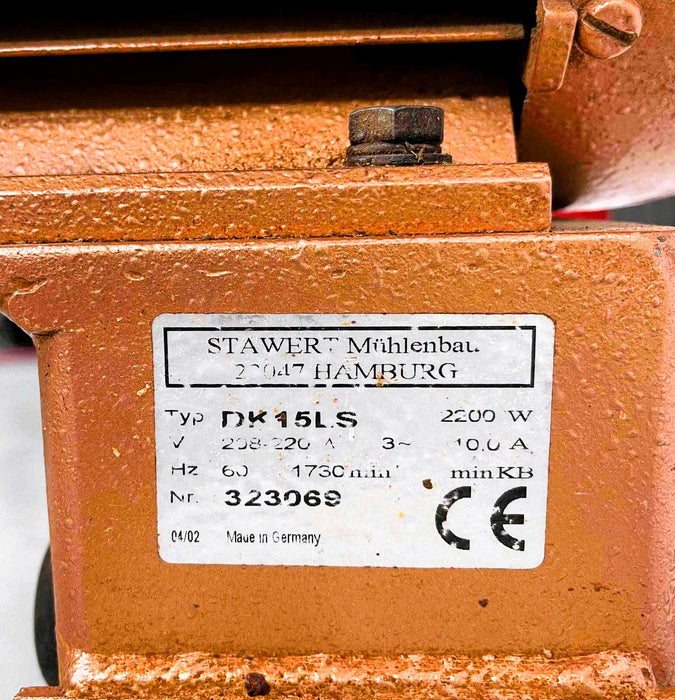 STAWERT Mühlenbau
22047 HAMBURG
Typ DK15LS 2200 W
V 208-220 A 3~ 10,0 A
Hz 60 1730 min minKB
Nr. 323069
CE
04/02 Made in Germany